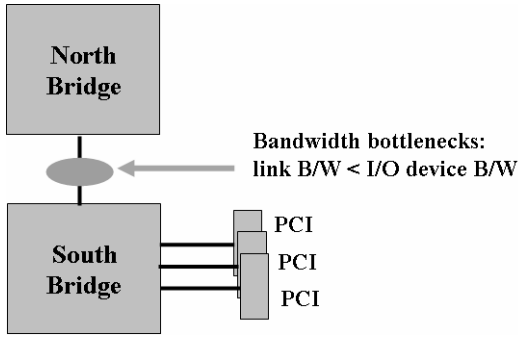 North
Bridge
Bandwidth bottlenecks:
link B/W < I/O device B/W
South
Bridge
PCI
PCI
PCI